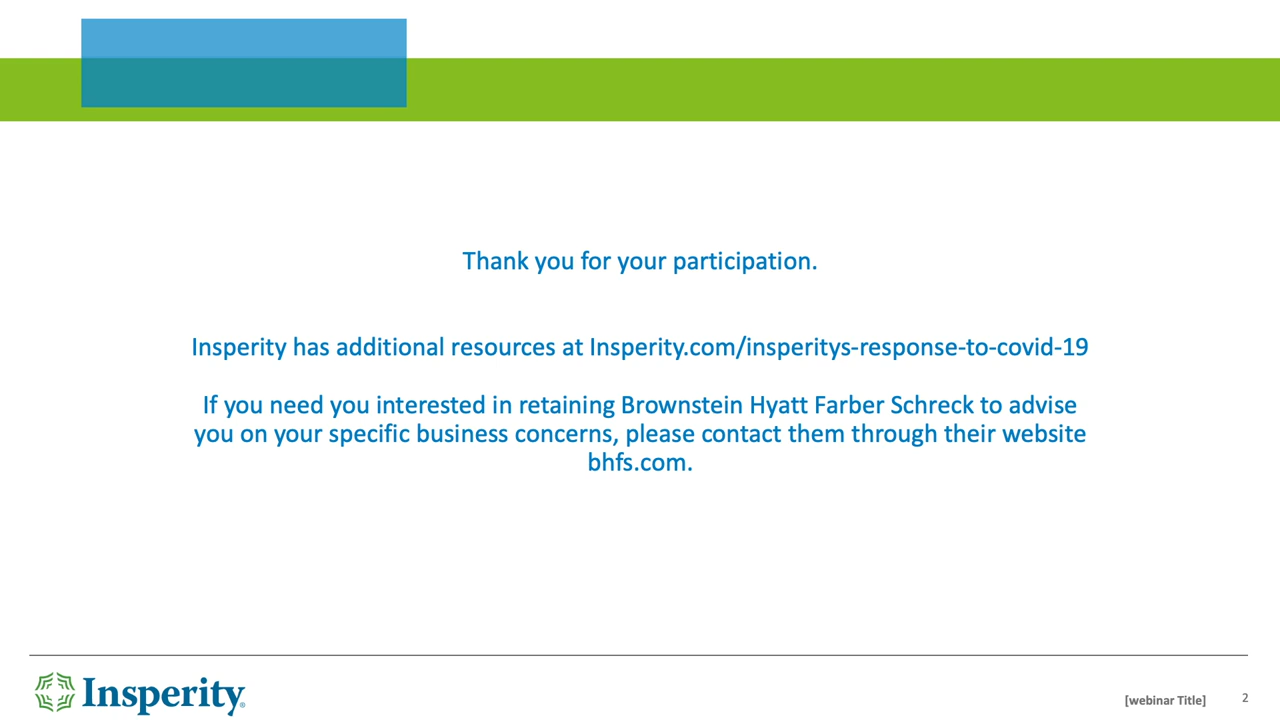 Thank you for your participation.
Insperity has additional resources at Insperity.com/insperitys-response-to-covid-19
If you need you interested in retaining Brownstein Hyatt Farber Schreck to advise
you on your specific business concerns, please contact them through their website
bhfs.com.
Insperity®
[webinar Title] 2